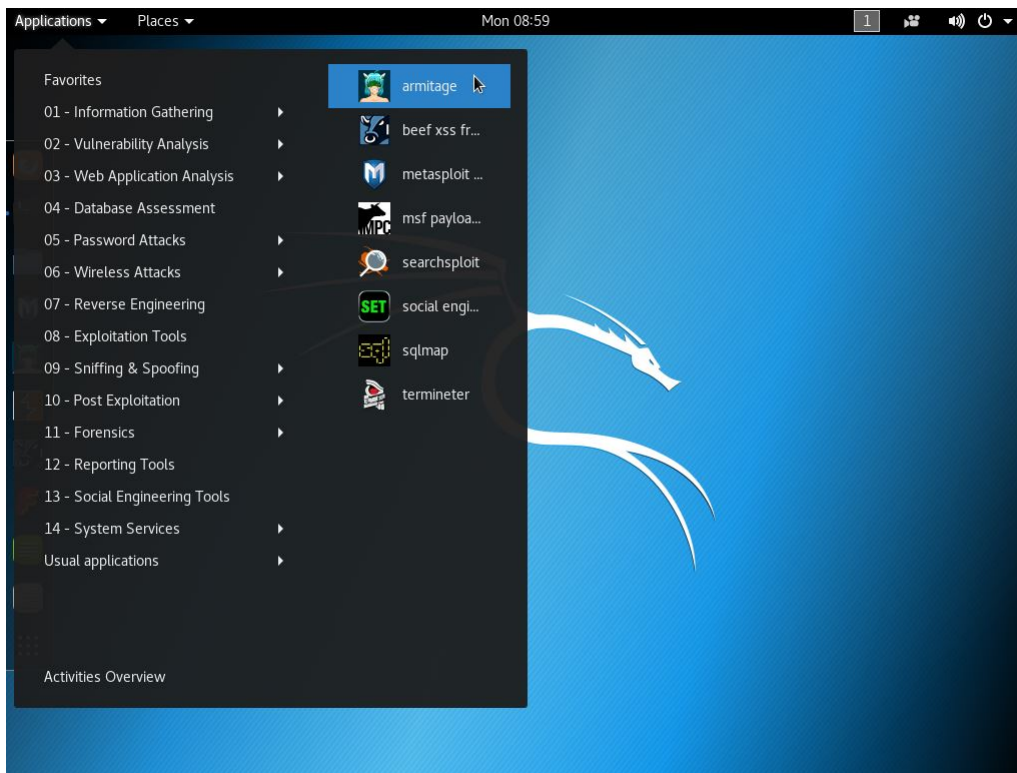 Applications Places Mon 08:59 1
Favorites
01 - Information Gathering
02 - Vulnerability Analysis
03 - Web Application Analysis
04 - Database Assessment
05 - Password Attacks
06 - Wireless Attacks
07 - Reverse Engineering
08 - Exploitation Tools
09 - Sniffing & Spoofing
10 - Post Exploitation
11 - Forensics
12 - Reporting Tools
13 - Social Engineering Tools
14 - System Services
Usual applications
Activities Overview
armitage
beef xss fr...
metasploit ...
MPC
msf payloa...
searchsploit
SET
social engi...
sql
sqlmap
termineter